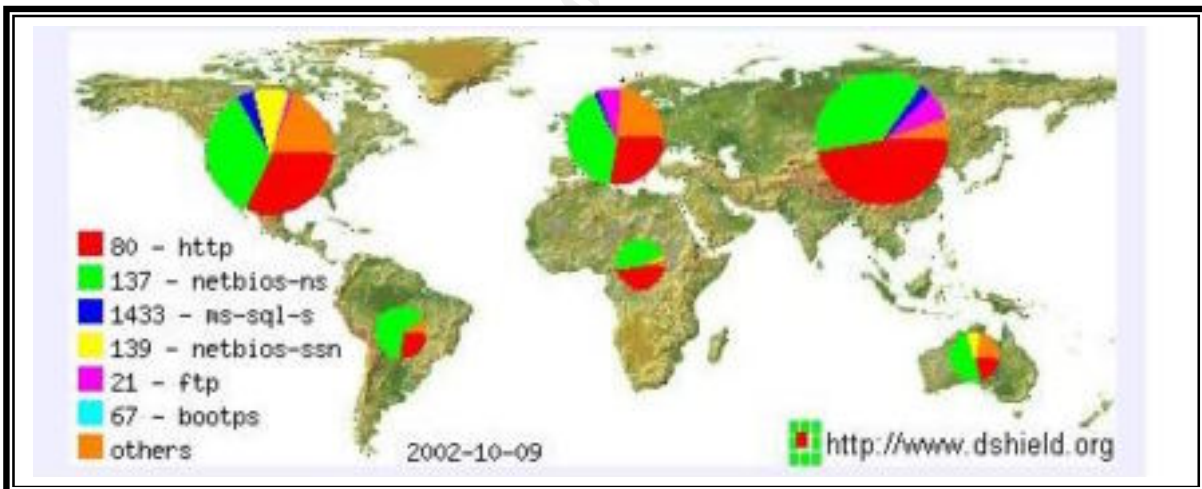 80 - http
137 - netbios-ns
1433 - ms-sql-s
139 - netbios-ssn
21 - ftp
67 - bootps
others
2002-10-09
http://www.dshield.org